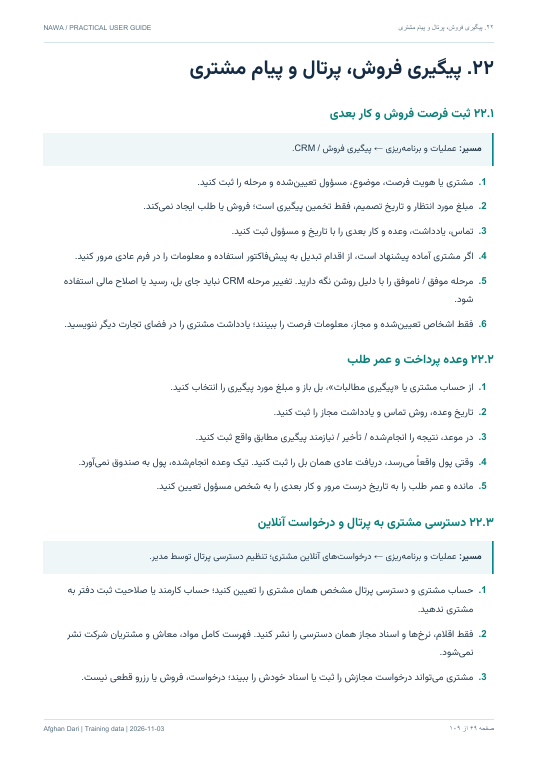 NAWA / PRACTICAL USER GUIDE
۲۲. پیگیری فروش، پرتال و پیام مشتری
۲۲. پیگیری فروش، پرتال و پیام مشتری
۲۲.۱ ثبت فرصت فروش و کار بعدی
مسیر: عملیات و برنامه‌ریزی ← پیگیری فروش / CRM.
1. مشتری یا هویت فرصت، موضوع، مسؤول تعیین‌شده و مرحله را ثبت کنید.
2. مبلغ مورد انتظار و تاریخ تصمیم، فقط تخمین پیگیری است؛ فروش یا طلب ایجاد نمی‌کند.
3. تماس، یادداشت، وعده و کار بعدی را با تاریخ و مسؤول ثبت کنید.
4. اگر مشتری آماده پیشنهاد است، از اقدام تبدیل به پیش‌فاکتور استفاده و معلومات را در فرم عادی مرور کنید.
5. مرحله موفق / ناموفق را با دلیل روشن نگه دارید. تغییر مرحله CRM نباید جای بل، رسید یا اصلاح مالی استفاده
شود.
6. فقط اشخاص تعیین‌شده و مجاز، معلومات فرصت را ببینند؛ یادداشت مشتری را در فضای تجارت دیگر ننویسید.
۲۲.۲ وعده پرداخت و عمر طلب
1. از حساب مشتری یا «پیگیری مطالبات»، بل باز و مبلغ مورد پیگیری را انتخاب کنید.
2. تاریخ وعده، روش تماس و یادداشت مجاز را ثبت کنید.
3. در موعد، نتیجه را انجام‌شده / تأخیر / نیازمند پیگیری مطابق واقع ثبت کنید.
4. وقتی پول واقعاً می‌رسد، دریافت عادی همان بل را ثبت کنید. تیک وعده انجام‌شده، پول به صندوق نمی‌آورد.
5. مانده و عمر طلب را به تاریخ درست مرور و کار بعدی را به شخص مسؤول تعیین کنید.
۲۲.۳ دسترسی مشتری به پرتال و درخواست آنلاین
مسیر: عملیات و برنامه‌ریزی ← درخواست‌های آنلاین مشتری؛ تنظیم دسترسی پرتال توسط مدیر.
1. حساب مشتری و دسترسی پرتال مشخص همان مشتری را تعیین کنید؛ حساب کارمند یا صلاحیت ثبت دفتر به
مشتری ندهید.
2. فقط اقلام، نرخ‌ها و اسناد مجاز همان دسترسی را نشر کنید. فهرست کامل مواد، معاش و مشتریان شرکت نشر
نمی‌شود.
3. مشتری می‌تواند درخواست مجازش را ثبت یا اسناد خودش را ببیند؛ درخواست، فروش یا رزرو قطعی نیست.
Afghan Dari | Training data | 2026-11-03
صفحه ۴۹ از ۱۰۹